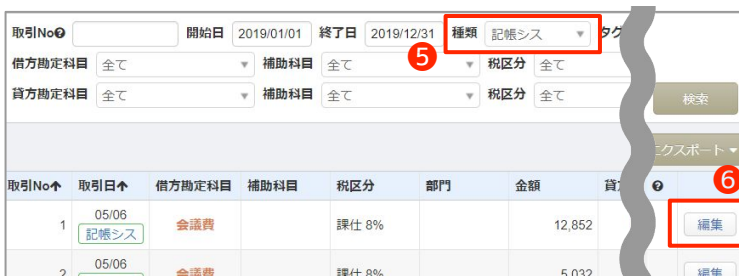 取引No 開始日 2019/01/01 終了日 2019/12/31 種類 記帳シス タグ
5
借方勘定科目 全て 補助科目 全て 税区分 全て
貸方勘定科目 全て 補助科目 全て 税区分 全て 検索
エクスポート
6
取引No 取引日 借方勘定科目 補助科目 税区分 部門 金額 貸
1 05/06 会議費 課仕 8% 12,852 編集
記帳シス
2 05/06 会議費 課仕 8% 5,032 編集